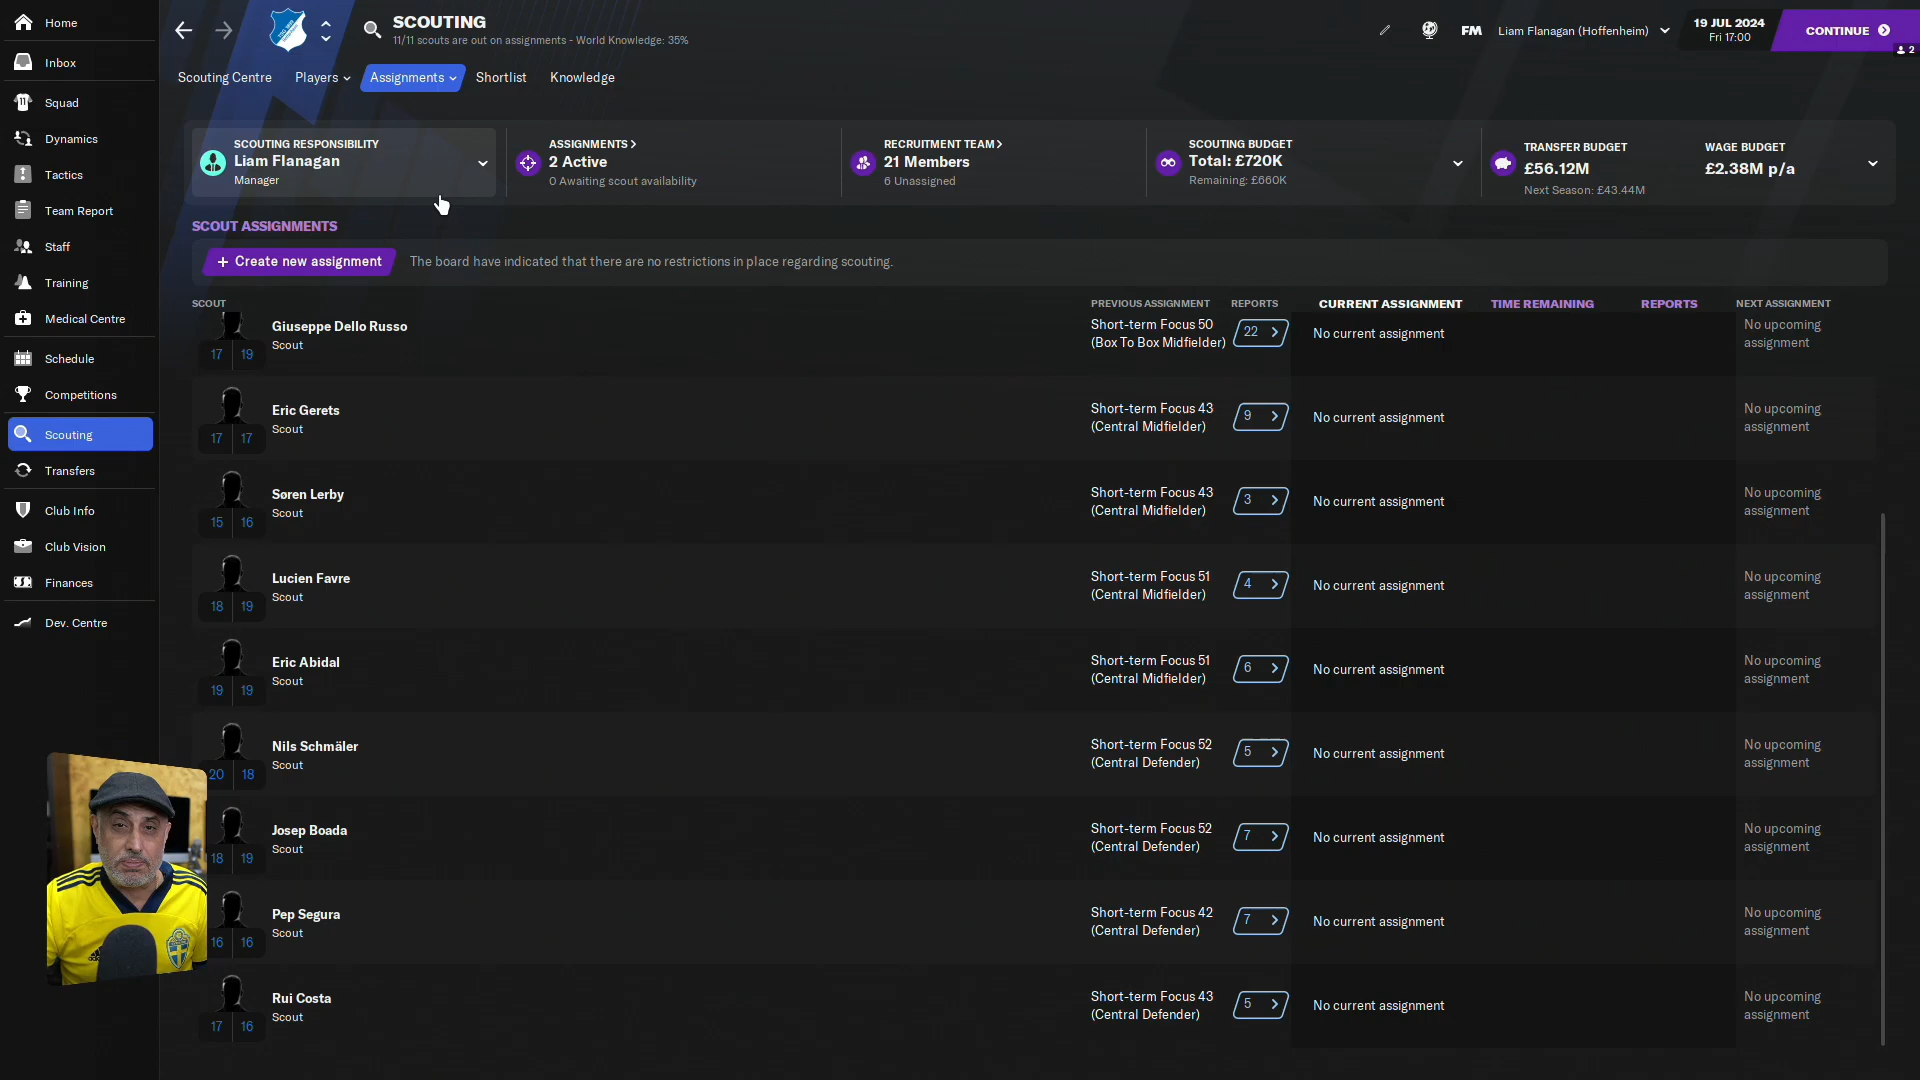 Home
Inbox
Squad
Dynamics
Tactics
Team Report
Staff
Training
Medical Centre
Schedule
Competitions
Scouting
Transfers
Club Info
Club Vision
Finances
Dev. Centre
SCOUTING
11/11 scouts are out on assignments - World Knowledge: 35%
FM
Liam Flanagan (Hoffenheim)
19 JUL 2024
Fri 17:00
CONTINUE
2
Scouting Centre
Players
Assignments
Shortlist
Knowledge
SCOUTING RESPONSIBILITY
Liam Flanagan
Manager
ASSIGNMENTS >
2 Active
0 Awaiting scout availability
RECRUITMENT TEAM >
21 Members
6 Unassigned
SCOUTING BUDGET
Total: £720K
Remaining: £660K
TRANSFER BUDGET
£56.12M
Next Season: £43.44M
WAGE BUDGET
£2.38M p/a
SCOUT ASSIGNMENTS
+ Create new assignment
The board have indicated that there are no restrictions in place regarding scouting.
SCOUT PREVIOUS ASSIGNMENT REPORTS CURRENT ASSIGNMENT TIME REMAINING REPORTS NEXT ASSIGNMENT
Giuseppe Dello Russo
Scout
17 19
Short-term Focus 50
(Box To Box Midfielder)
22 >
No current assignment
No upcoming
assignment
Eric Gerets
Scout
17 17
Short-term Focus 43
(Central Midfielder)
9 >
No current assignment
No upcoming
assignment
Søren Lerby
Scout
15 16
Short-term Focus 43
(Central Midfielder)
3 >
No current assignment
No upcoming
assignment
Lucien Favre
Scout
18 19
Short-term Focus 51
(Central Midfielder)
4 >
No current assignment
No upcoming
assignment
Eric Abidal
Scout
19 19
Short-term Focus 51
(Central Midfielder)
6 >
No current assignment
No upcoming
assignment
Nils Schmäler
Scout
20 18
Short-term Focus 52
(Central Defender)
5 >
No current assignment
No upcoming
assignment
Josep Boada
Scout
18 19
Short-term Focus 52
(Central Defender)
7 >
No current assignment
No upcoming
assignment
Pep Segura
Scout
16 16
Short-term Focus 42
(Central Defender)
7 >
No current assignment
No upcoming
assignment
Rui Costa
Scout
17 16
Short-term Focus 43
(Central Defender)
5 >
No current assignment
No upcoming
assignment